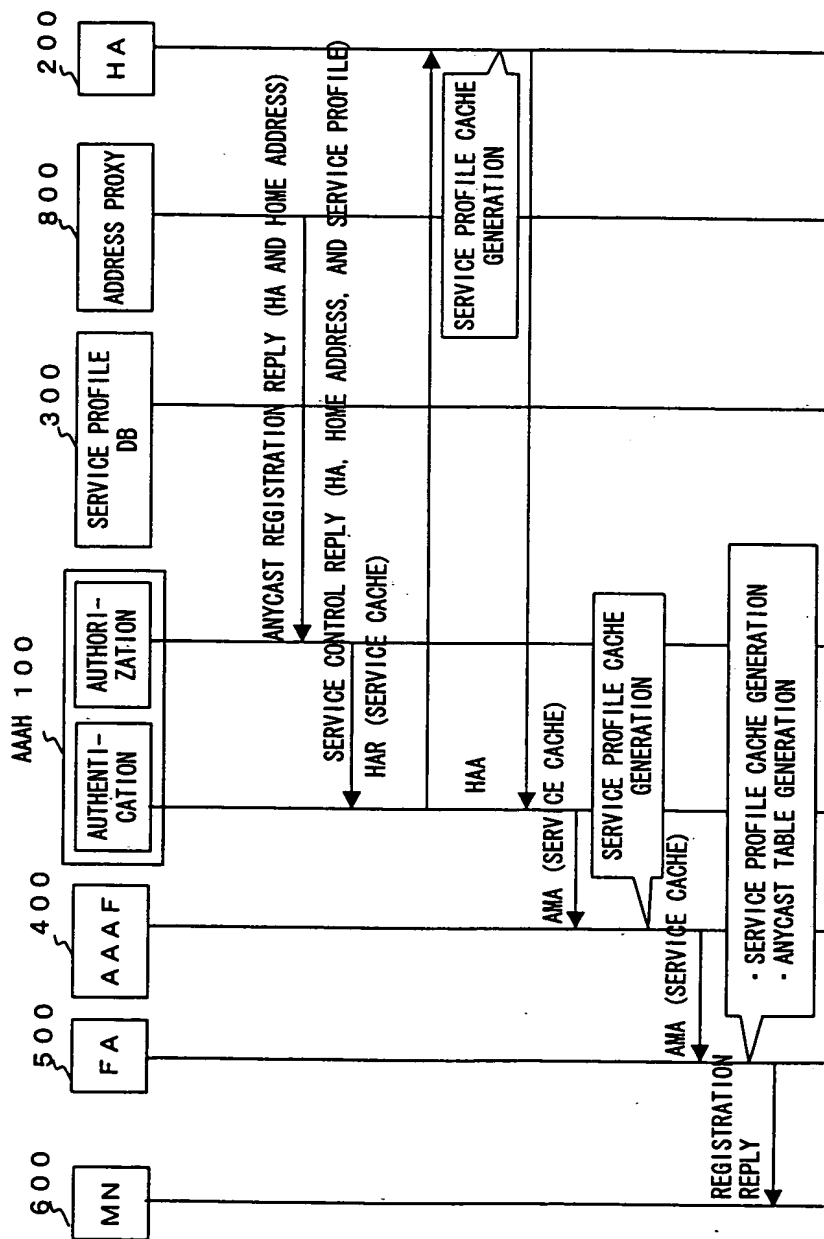 600
MN
500
FA
400
AAAF
AAAH 100
AUTHENTI-
CATION
AUTHORI-
ZATION
300
SERVICE PROFILE
DB
800
ADDRESS PROXY
200
HA
ANYCAST REGISTRATION REPLY (HA AND HOME ADDRESS)
SERVICE CONTROL REPLY (HA, HOME ADDRESS, AND SERVICE PROFILE)
HAR (SERVICE CACHE)
SERVICE PROFILE CACHE
GENERATION
HAA
AMA (SERVICE CACHE)
SERVICE PROFILE CACHE
GENERATION
AMA (SERVICE CACHE)
· SERVICE PROFILE CACHE GENERATION
· ANYCAST TABLE GENERATION
REGISTRATION
REPLY